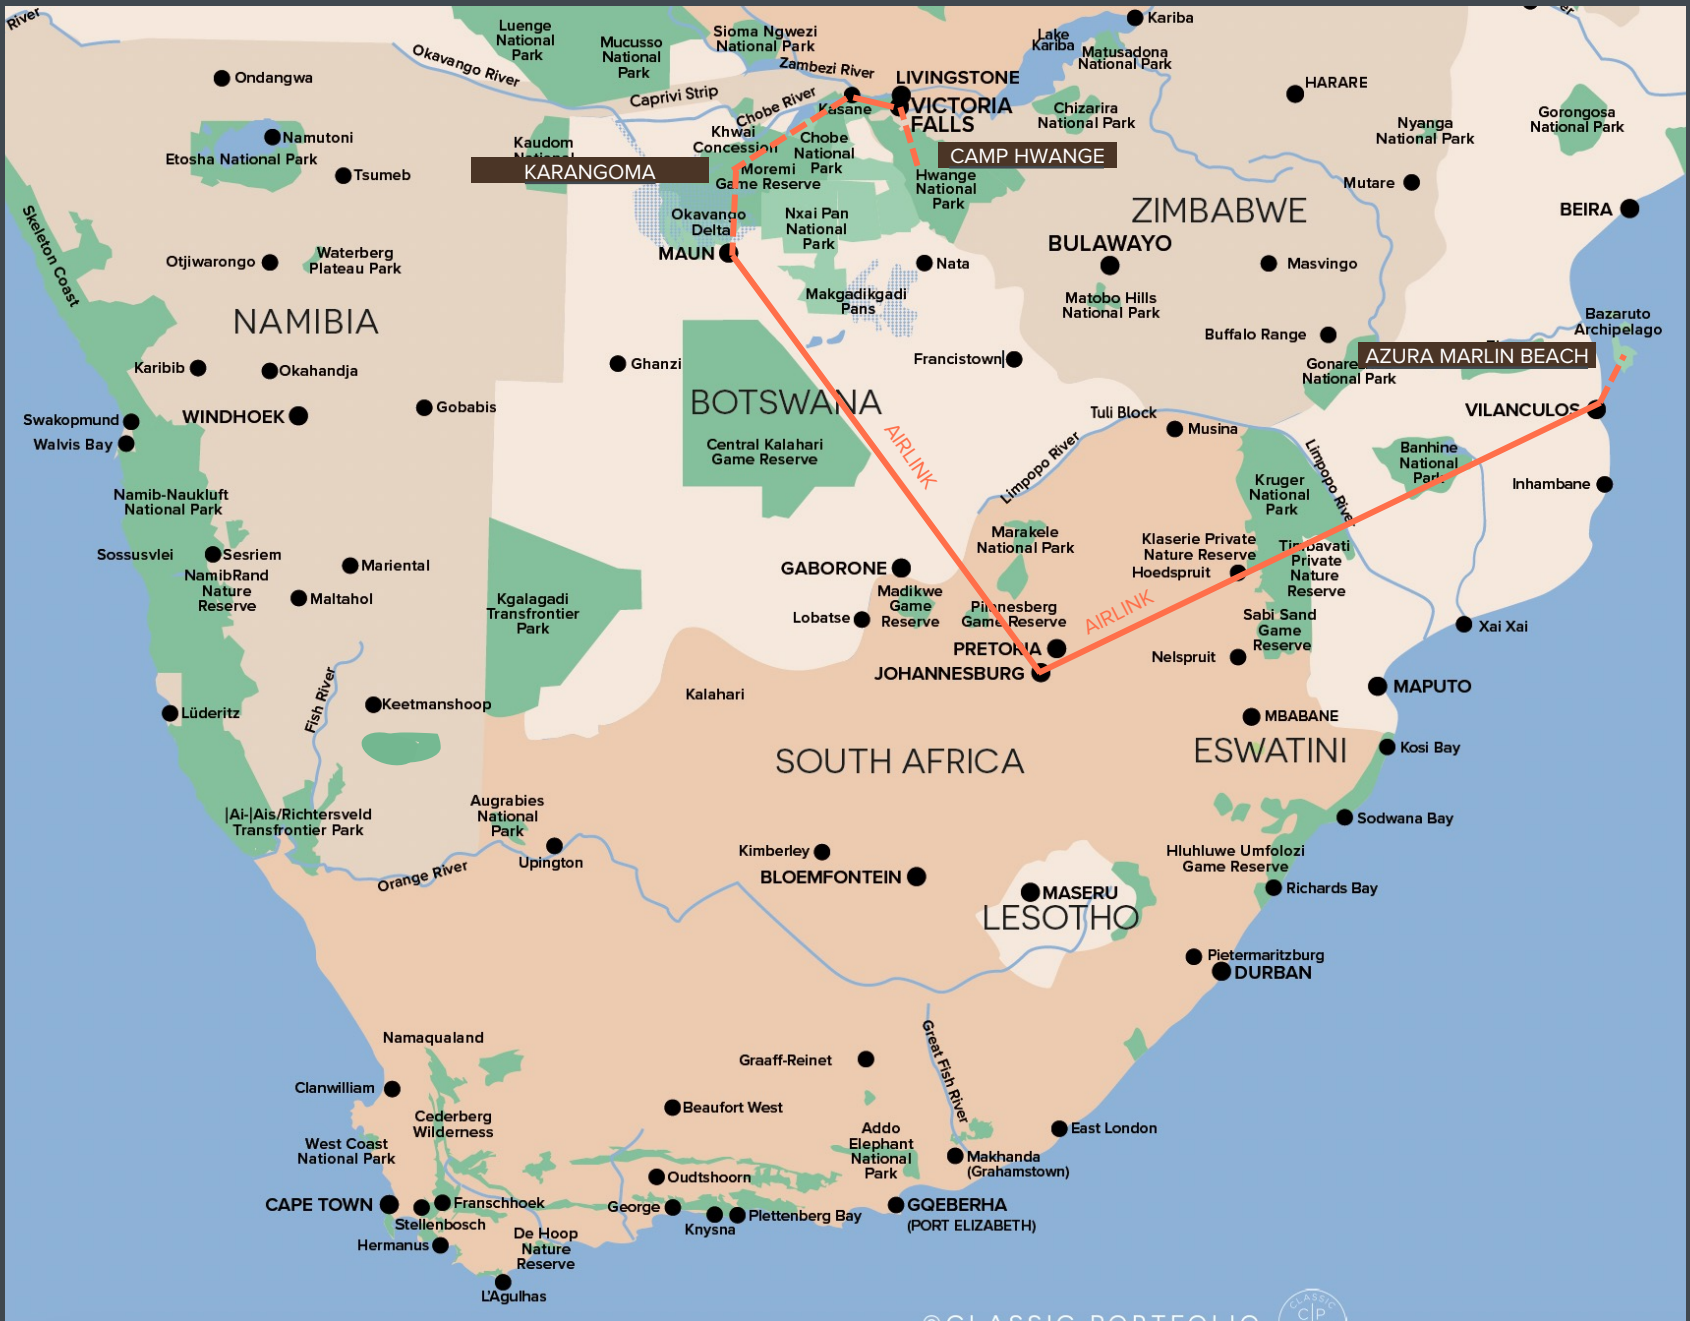 River
Ondangwa
Okavango River
Luenge
National
Park
Mucusso
National
Park
Sioma Ngwezi
National Park
Zambezi River
Caprivi Strip
Chobe River
LIVINGSTONE
Kariba
Lake
Kariba
Matusadona
National Park
HARARE
Kasane
VICTORIA
FALLS
Chizarira
National Park
Nyanga
National Park
Gorongosa
National Park
Namutoni
Etosha National Park
Tsumeb
Kaudom
KARANGOMA
Khwai
Concession
Chobe
National
Park
Moremi
Game Reserve
CAMP HWANGE
Hwange
National
Park
Mutare
BEIRA
ZIMBABWE
Skeleton Coast
Okavango
Delta
Nxai Pan
National
Park
MAUN
Nata
BULAWAYO
Masvingo
Otjiwarongo
Waterberg
Plateau Park
Makgadikgadi
Pans
Matobo Hills
National Park
Bazaruto
Archipelago
NAMIBIA
Buffalo Range
Karibib
Okahandja
Ghanzi
Francistown
AZURA MARLIN BEACH
National Park
BOTSWANA
Swakopmund
Walvis Bay
WINDHOEK
Gobabis
Tuli Block
Musina
VILANCULOS
Central Kalahari
Game Reserve
AIRLINK
Limpopo River
Limpopo River
Banhine
National
Park
Inhambane
Kruger
National
Park
Namib-Naukluft
National Park
Marakele
National Park
Klaserie Private
Nature Reserve
Hoedspruit
Timbavati
Private
Nature
Reserve
Sossusvlei
Sesriem
NamibRand
Nature
Reserve
Mariental
Maltahol
GABORONE
Kgalagadi
Transfrontier
Park
Lobatse
Madikwe
Game
Reserve
Pilanesberg
Game Reserve
AIRLINK
Sabi Sand
Game
Reserve
Xai Xai
PRETORIA
JOHANNESBURG
Nelspruit
Fish River
Kalahari
MAPUTO
Lüderitz
Keetmanshoop
MBABANE
SOUTH AFRICA
ESWATINI
Kosi Bay
|Ai-|Ais/Richtersveld
Transfrontier Park
Augrabies
National
Park
Upington
Sodwana Bay
Orange River
Kimberley
BLOEMFONTEIN
Hluhluwe Umfolozi
Game Reserve
Richards Bay
MASERU
LESOTHO
Pietermaritzburg
DURBAN
Namaqualand
Great Fish River
Graaff-Reinet
Clanwilliam
Cederberg
Wilderness
Beaufort West
West Coast
National Park
Addo
Elephant
National
Park
East London
Makhanda
(Grahamstown)
Oudtshoorn
CAPE TOWN
Franschhoek
Stellenbosch
George
Knysna
Plettenberg Bay
GQEBERHA
(PORT ELIZABETH)
Hermanus
De Hoop
Nature
Reserve
L'Agulhas
©CLASSIC PORTFOLIO
CLASSIC
C|P